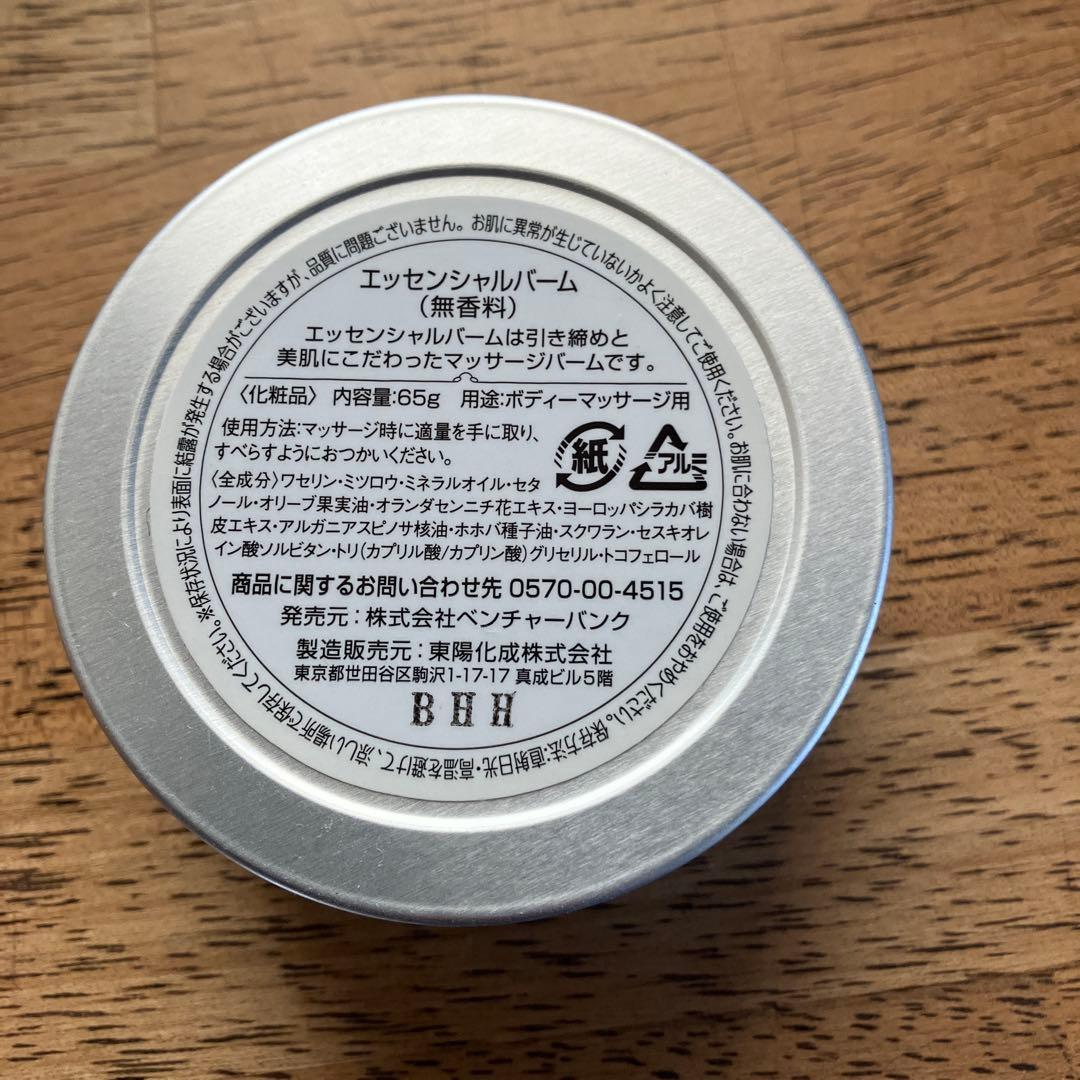 エッセンシャルバーム
（無香料）
エッセンシャルバームは引き締めと
美肌にこだわったマッサージバームです。
〈化粧品〉 内容量:65g 用途:ボディーマッサージ用
使用方法:マッサージ時に適量を手に取り、
すべらすようにおつかいください。
紙
アルミ
〈全成分〉ワセリン・ミツロウ・ミネラルオイル・セタ
ノール・オリーブ果実油・オランダセンニチ花エキス・ヨーロッパシラカバ樹
皮エキス・アルガニアスピノサ核油・ホホバ種子油・スクワラン・セスキオレ
イン酸ソルビタン・トリ（カプリル酸/カプリン酸）グリセリル・トコフェロール
商品に関するお問い合わせ先 0570-00-4515
発売元：株式会社ベンチャーバンク
製造販売元：東陽化成株式会社
東京都世田谷区駒沢1-17-17 真成ビル5階
BHH
お肌に異常が生じていないかよく注意してご使用ください。お肌に合わない場合は、ご使用をおやめください。保存方法:直射日光・高温を避けて、涼しい場所で保存してください。※保存状況により表面に結露が発生する場合がございますが、品質に問題ございません。